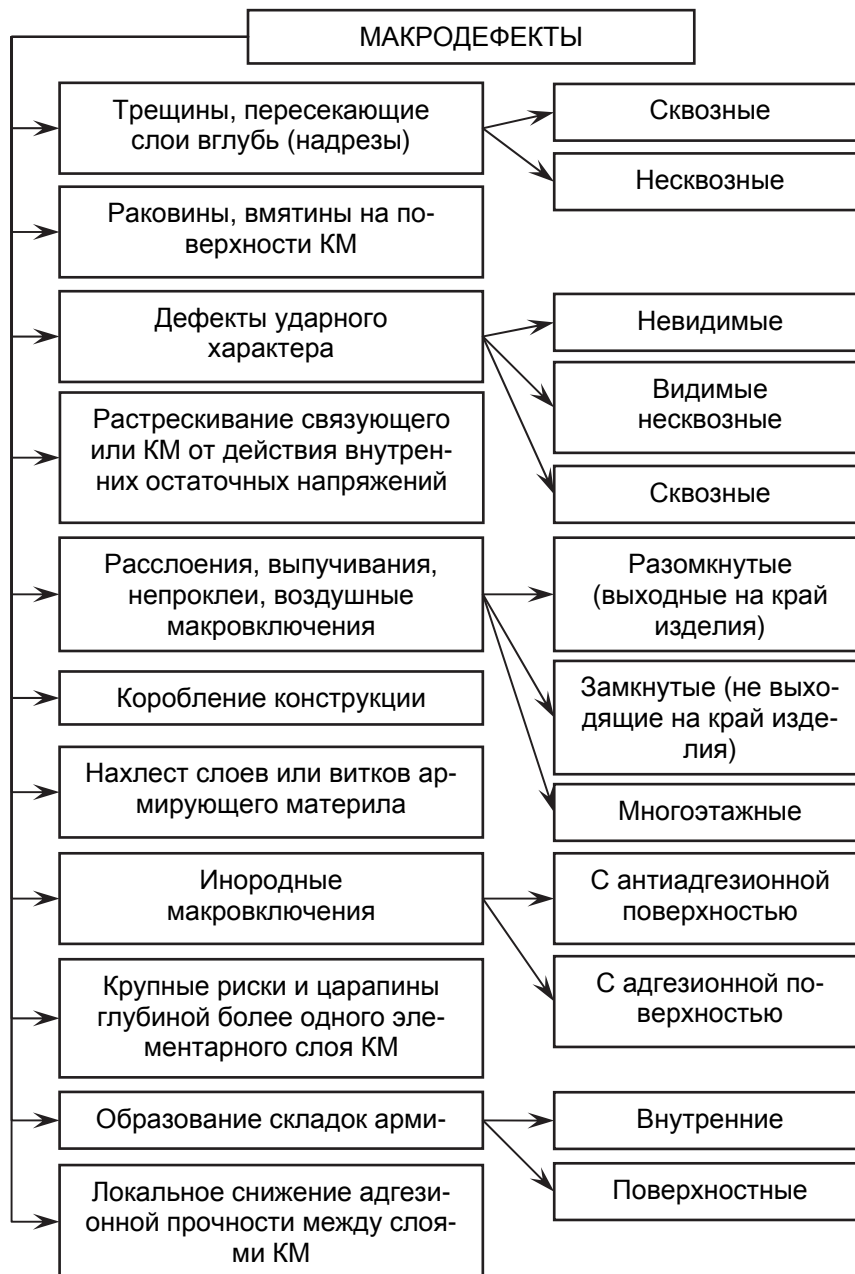 МАКРОДЕФЕКТЫ
Трещины, пересекающие
слои вглубь (надрезы)
Сквозные
Несквозные
Раковины, вмятины на по-
верхности КМ
Дефекты ударного
характера
Невидимые
Видимые
несквозные
Сквозные
Растрескивание связующего
или КМ от действия внутрен-
них остаточных напряжений
Расслоения, выпучивания,
непроклеи, воздушные
макровключения
Разомкнутые
(выходные на край
изделия)
Замкнутые (не выхо-
дящие на край изде-
лия)
Многоэтажные
Коробление конструкции
Нахлест слоев или витков ар-
мирующего материла
Инородные
макровключения
С антиадгезионной
поверхностью
С адгезионной по-
верхностью
Крупные риски и царапины
глубиной более одного эле-
ментарного слоя КМ
Образование складок арми-
Внутренние
Поверхностные
Локальное снижение адгези-
онной прочности между слоя-
ми КМ